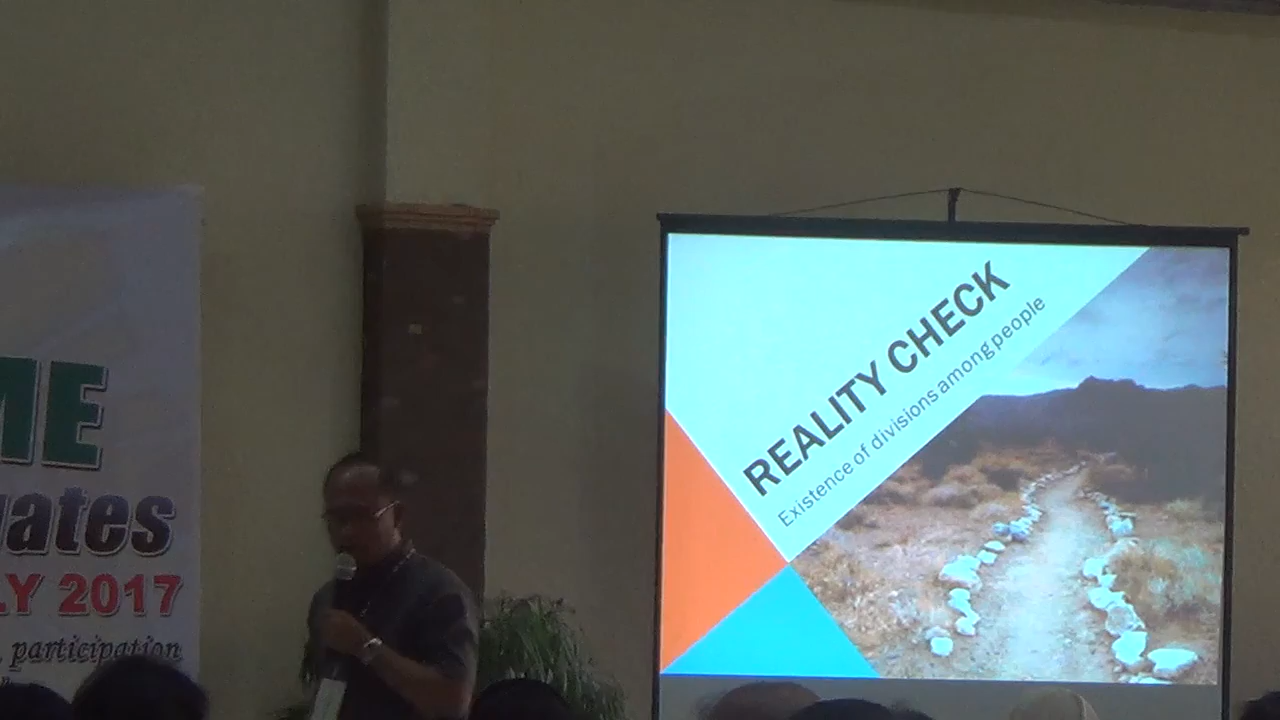 ME
uates
LY 2017
, participation
REALITY CHECK
Existence of divisions among people